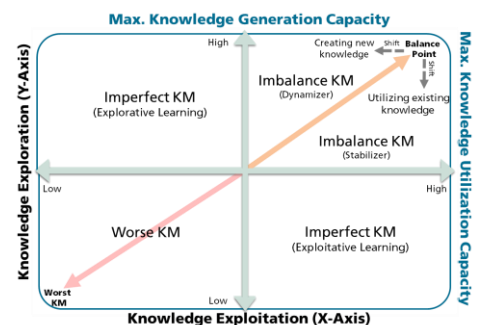 Max. Knowledge Generation Capacity
High
Creating new
knowledge
Shift
Balance
Point
Shift
Utilizing existing
knowledge
Imperfect KM
(Explorative Learning)
Imbalance KM
(Dynamizer)
Imbalance KM
(Stabilizer)
Knowledge Exploration (Y-Axis)
Max. Knowledge Utilization Capacity
Low
High
Worse KM
Imperfect KM
(Exploitative Learning)
Worst
KM
Low
Knowledge Exploitation (X-Axis)